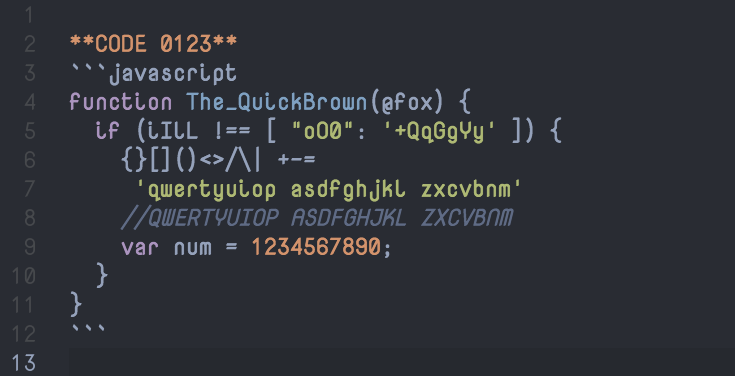 1
2 **CODE 0123**
3 ```javascript
4 function The_QuickBrown(@fox) {
5   if (iIlL !== [ "oO0": '+QqGgYy' ]) {
6     {}[]()<>/\| +-=
7      'qwertyuiop asdfghjkl zxcvbnm'
8     //QWERTYUIOP ASDFGHJKL ZXCVBNM
9     var num = 1234567890;
10   }
11 }
12 ```
13